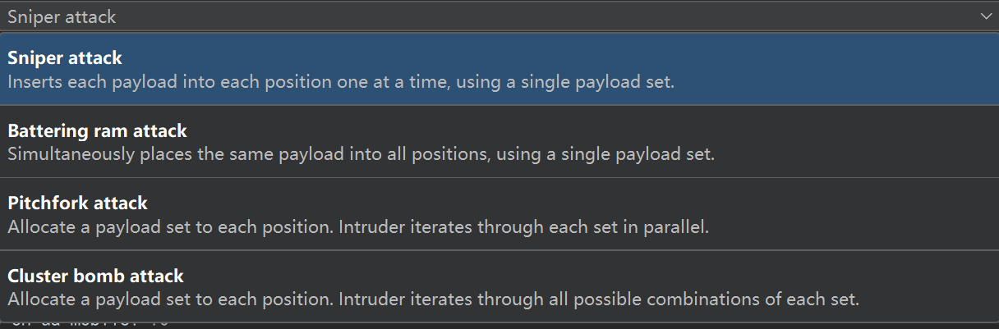 Sniper attack
Sniper attack
Inserts each payload into each position one at a time, using a single payload set.
Battering ram attack
Simultaneously places the same payload into all positions, using a single payload set.
Pitchfork attack
Allocate a payload set to each position. Intruder iterates through each set in parallel.
Cluster bomb attack
Allocate a payload set to each position. Intruder iterates through all possible combinations of each set.